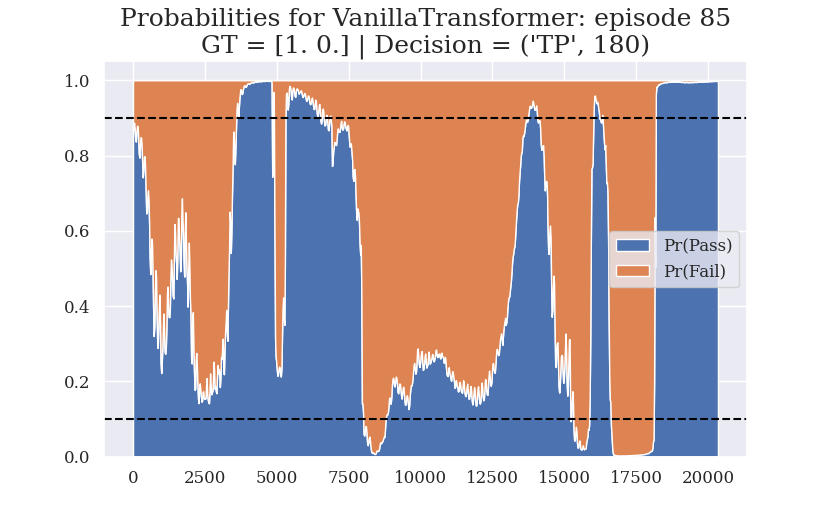 Probabilities for VanillaTransformer: episode 85
GT = [1. 0.] | Decision = ('TP', 180)
1.0
0.8
0.6
0.4
0.2
0.0
Pr(Pass)
Pr(Fail)
0 2500 5000 7500 10000 12500 15000 17500 20000